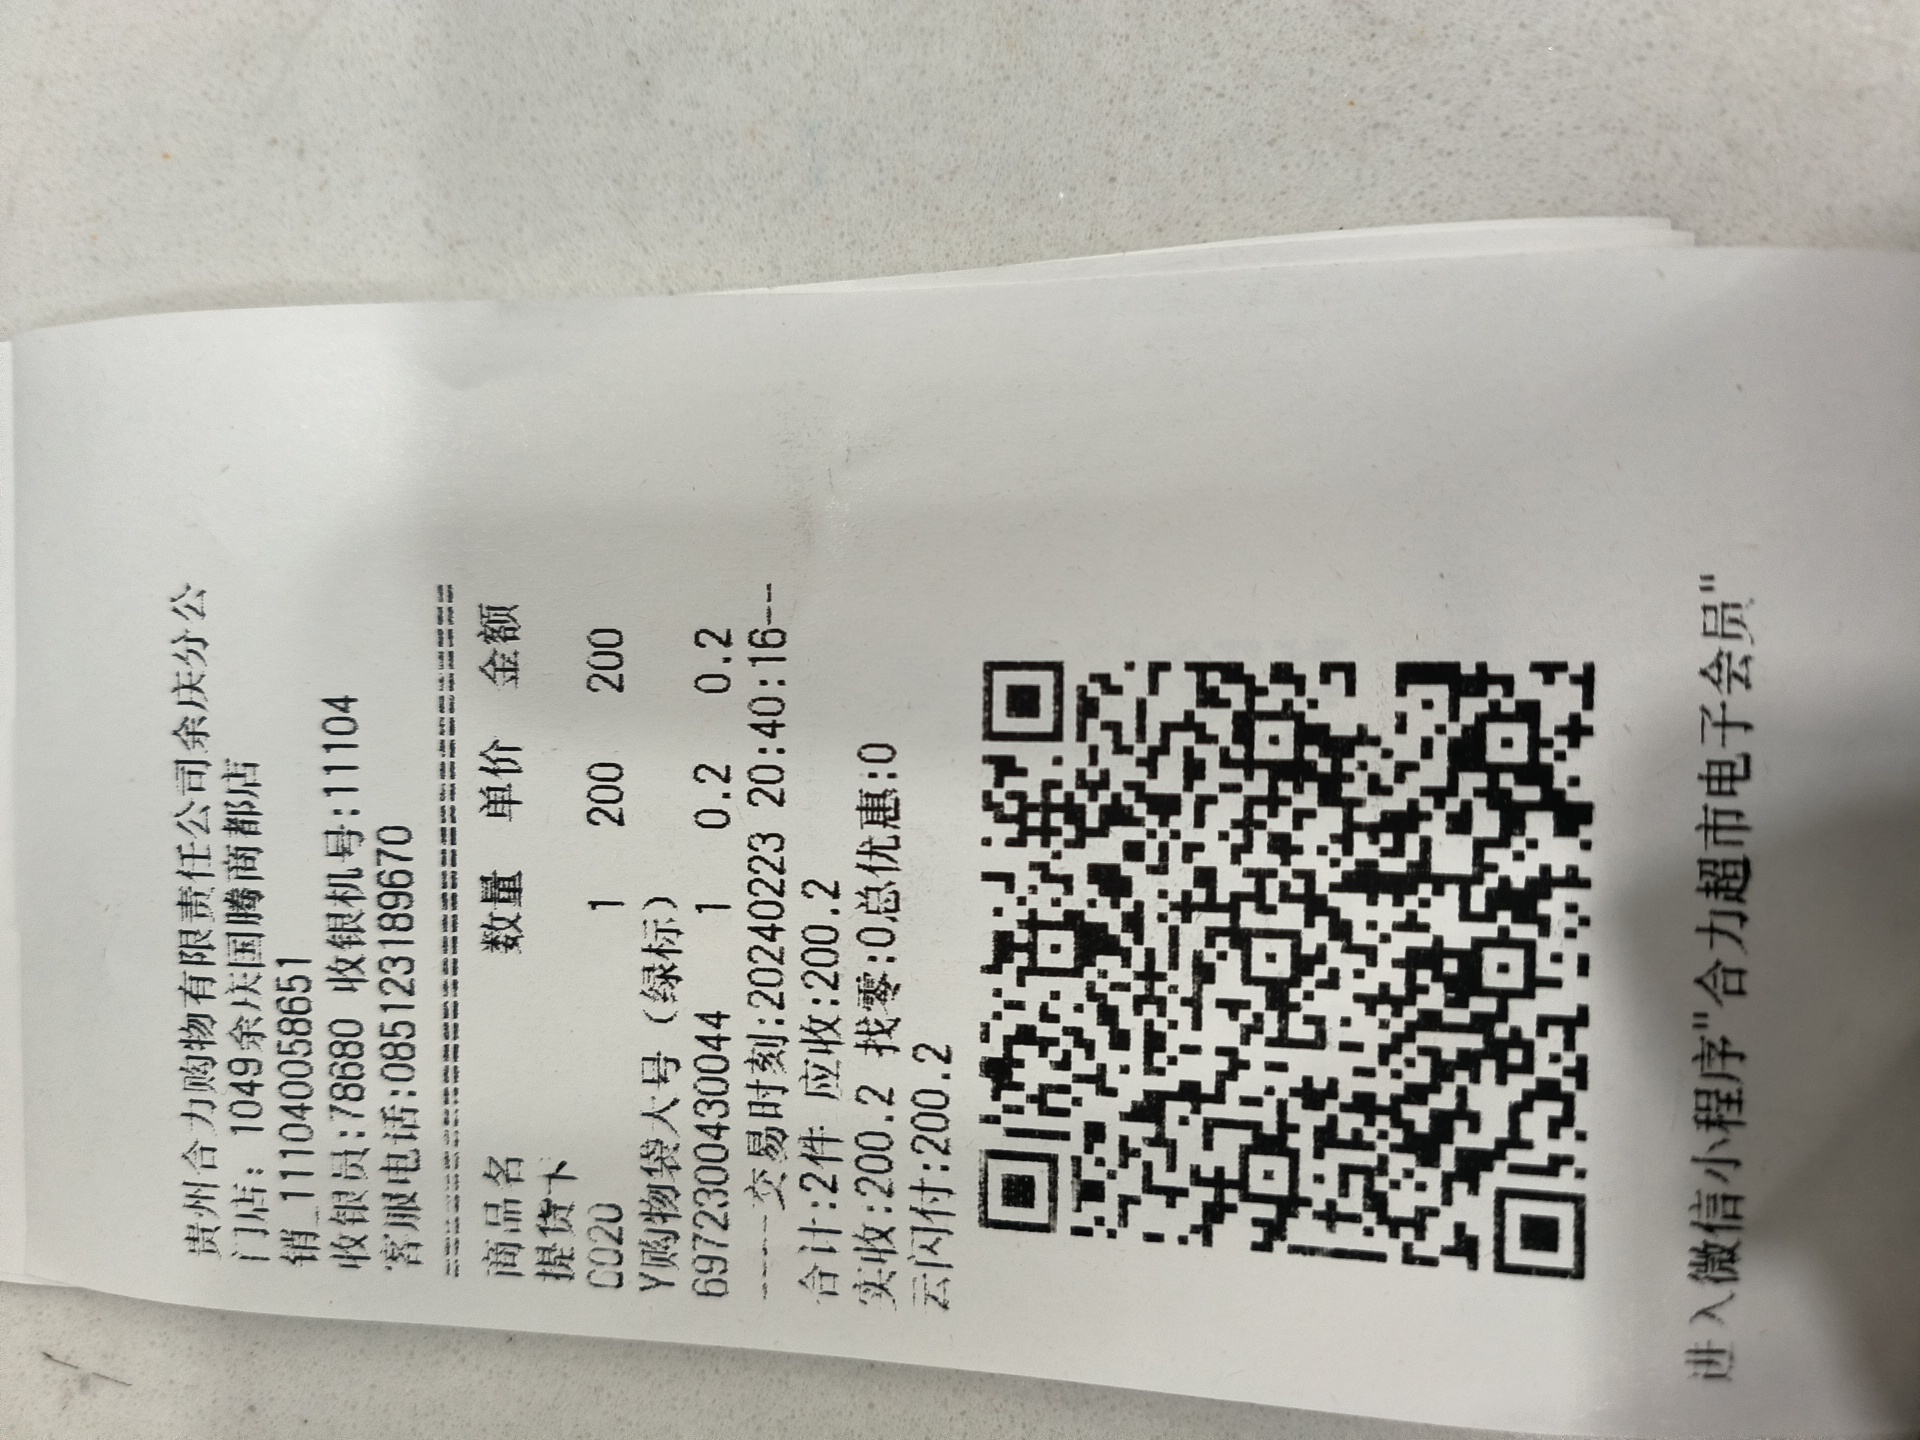 贵州合力购物有限责任公司余庆分公
门店: 1049余庆国腾商都店
销_111040058651
收银员:78680 收银机号:11104
客服电话:085123189670
商品名 数量 单价 金额
提货卡
C020 1 200 200
Y购物袋大号(绿标)
6972300430044 1 0.2 0.2
----交易时刻:20240223 20:40:16---
合计:2件 应收:200.2
实收:200.2 找零:0总优惠:0
云闪付:200.2
进入微信小程序"合力超市电子会员"